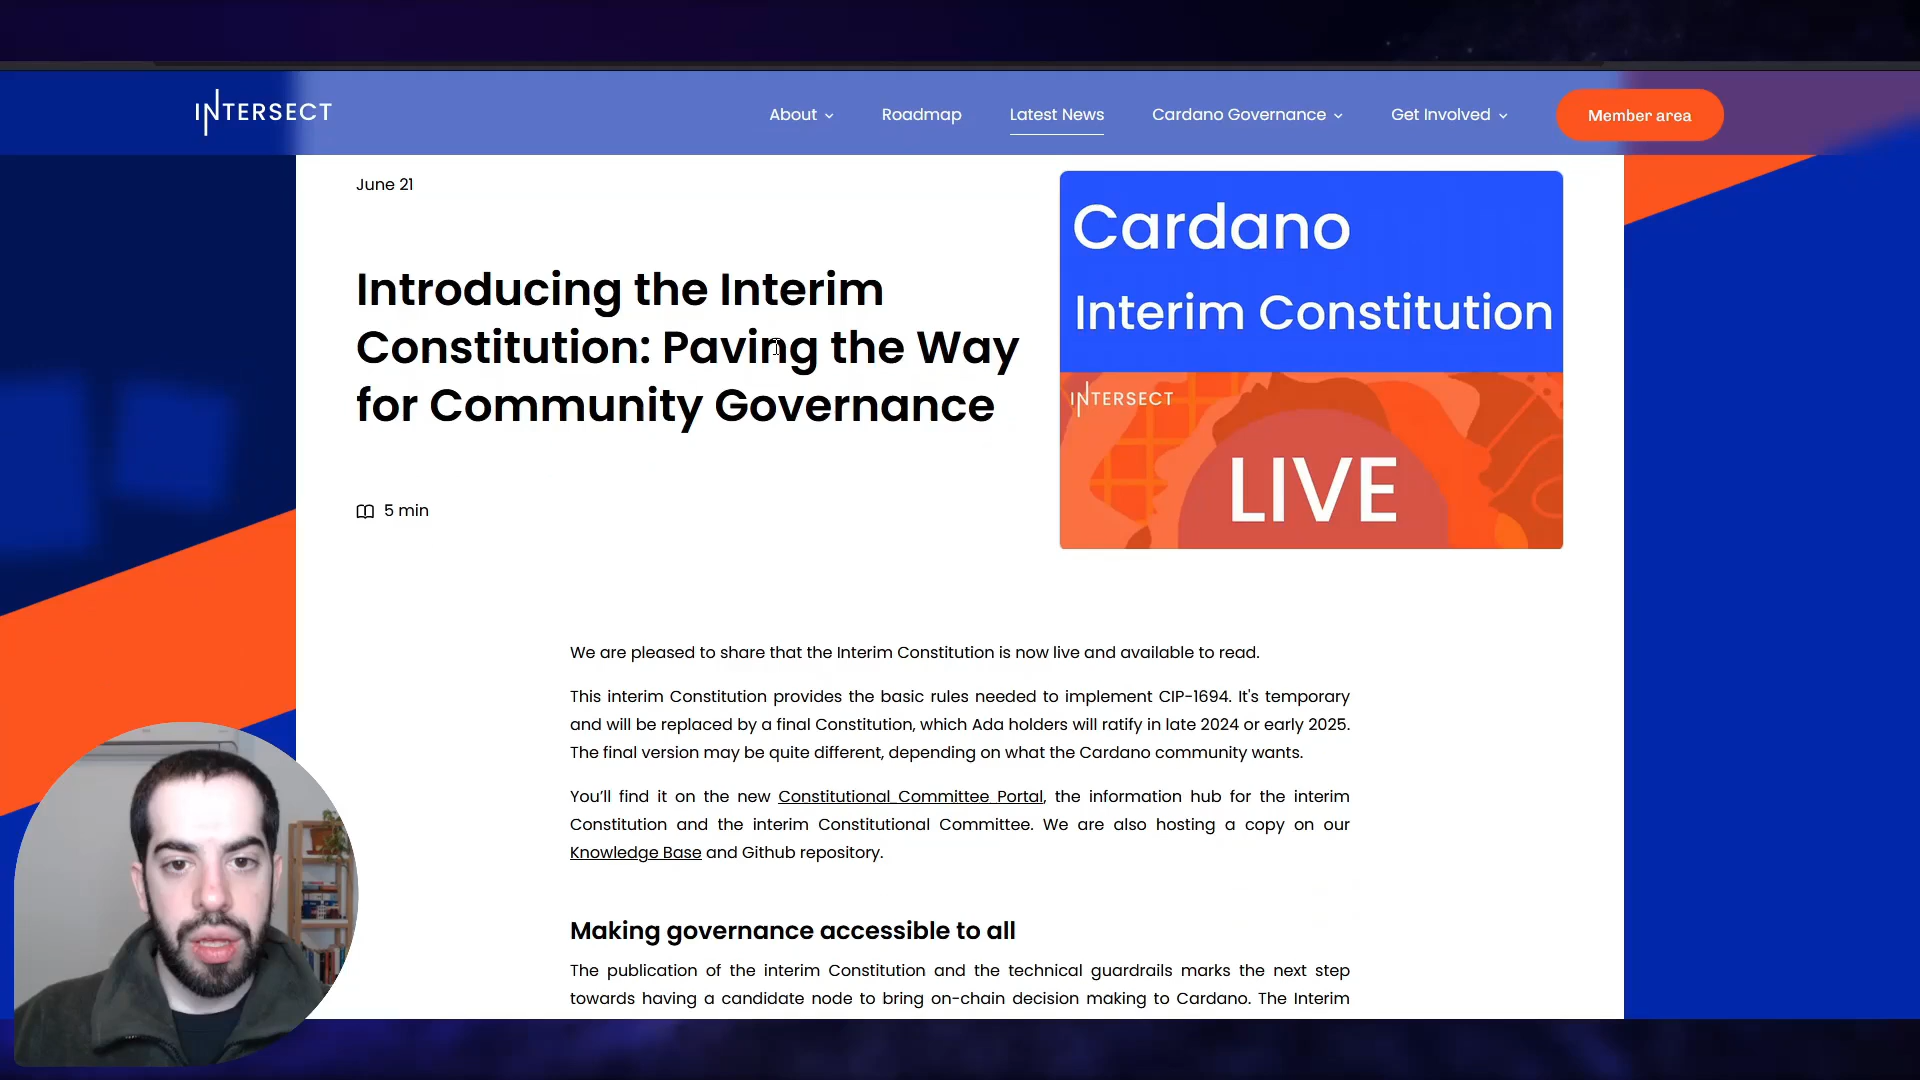 INTERSECT
About
Roadmap
Latest News
Cardano Governance
Get Involved
Member area
June 21
Introducing the Interim
Constitution: Paving the Way
for Community Governance
5 min
Cardano
Interim Constitution
INTERSECT
LIVE
We are pleased to share that the Interim Constitution is now live and available to read.
This interim Constitution provides the basic rules needed to implement CIP-1694. It's temporary
and will be replaced by a final Constitution, which Ada holders will ratify in late 2024 or early 2025.
The final version may be quite different, depending on what the Cardano community wants.
You’ll find it on the new Constitutional Committee Portal, the information hub for the interim
Constitution and the interim Constitutional Committee. We are also hosting a copy on our
Knowledge Base and Github repository.
Making governance accessible to all
The publication of the interim Constitution and the technical guardrails marks the next step
towards having a candidate node to bring on-chain decision making to Cardano. The Interim